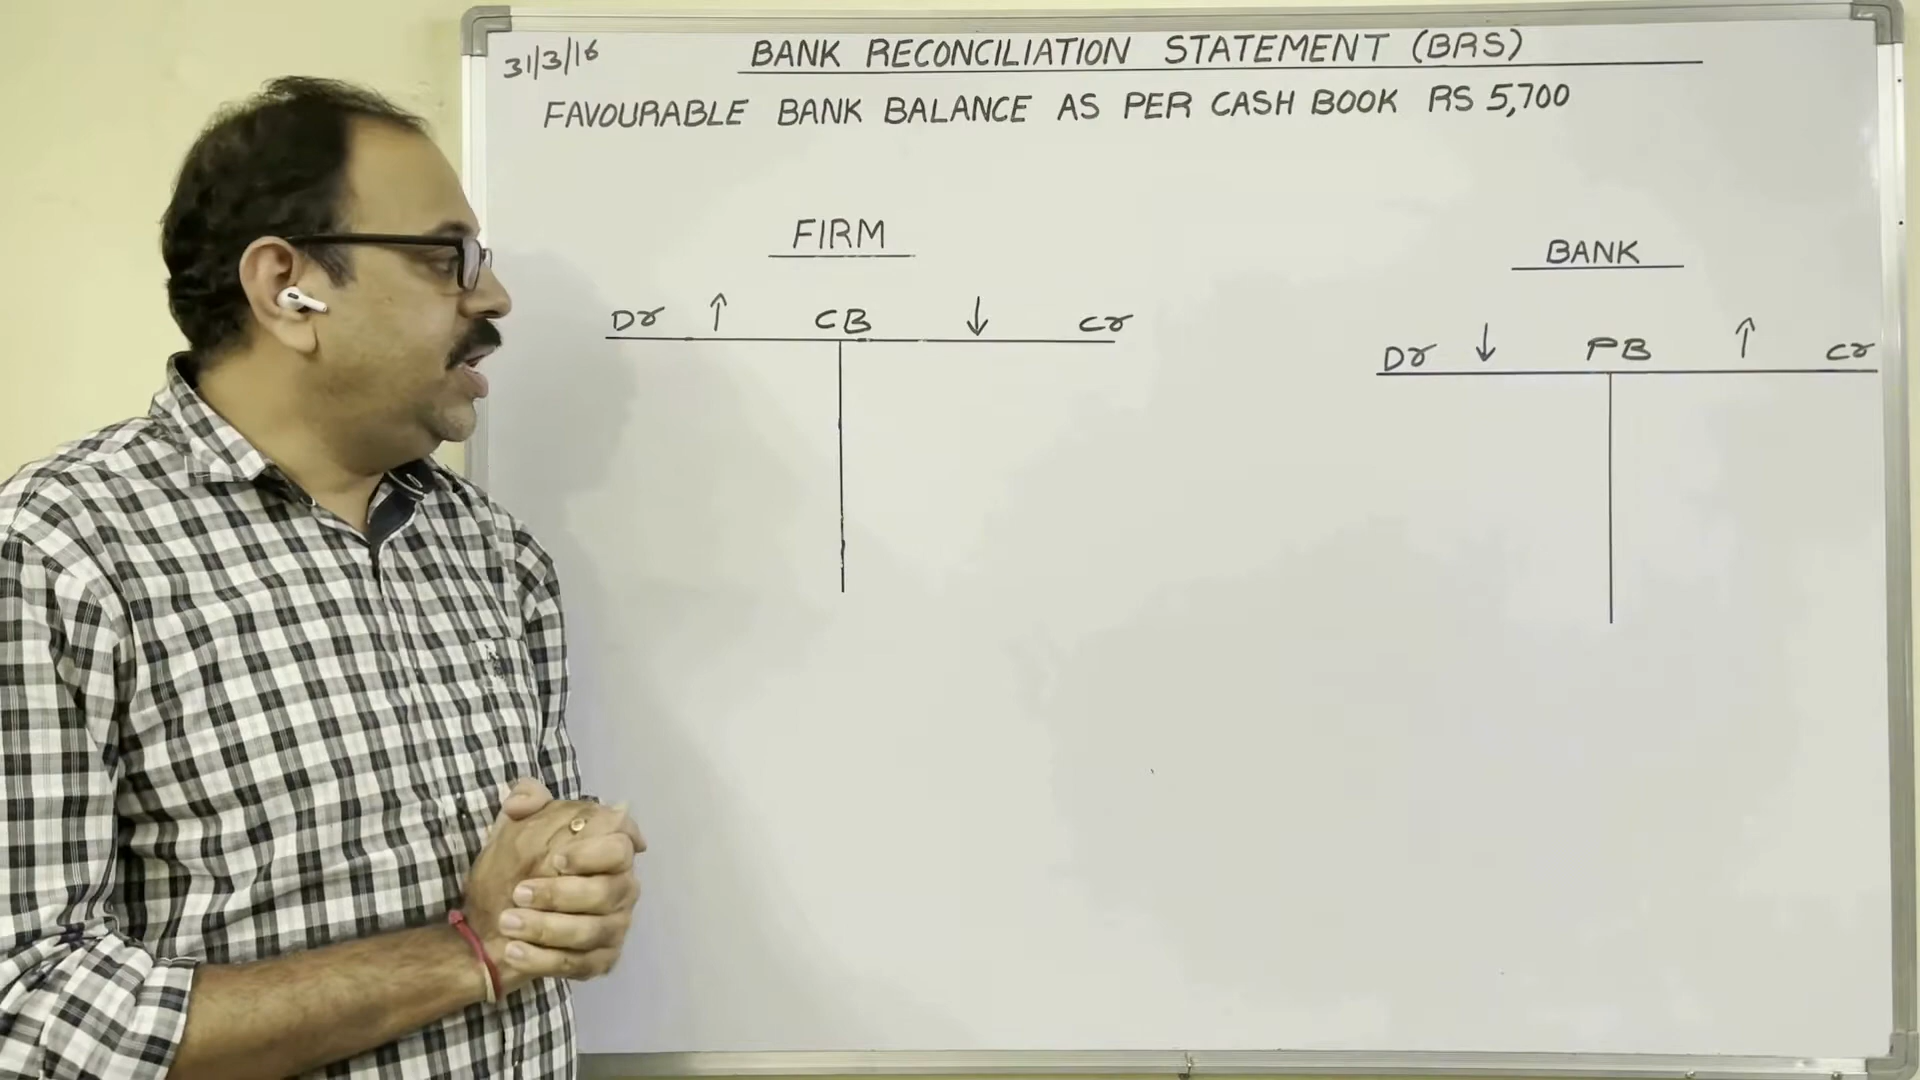 31/3/16 BANK RECONCILIATION STATEMENT (BRS)
FAVOURABLE BANK BALANCE AS PER CASH BOOK RS 5,700
FIRM
Dr ↑ CB ↓ Cr
BANK
Dr ↓ PB ↑ Cr